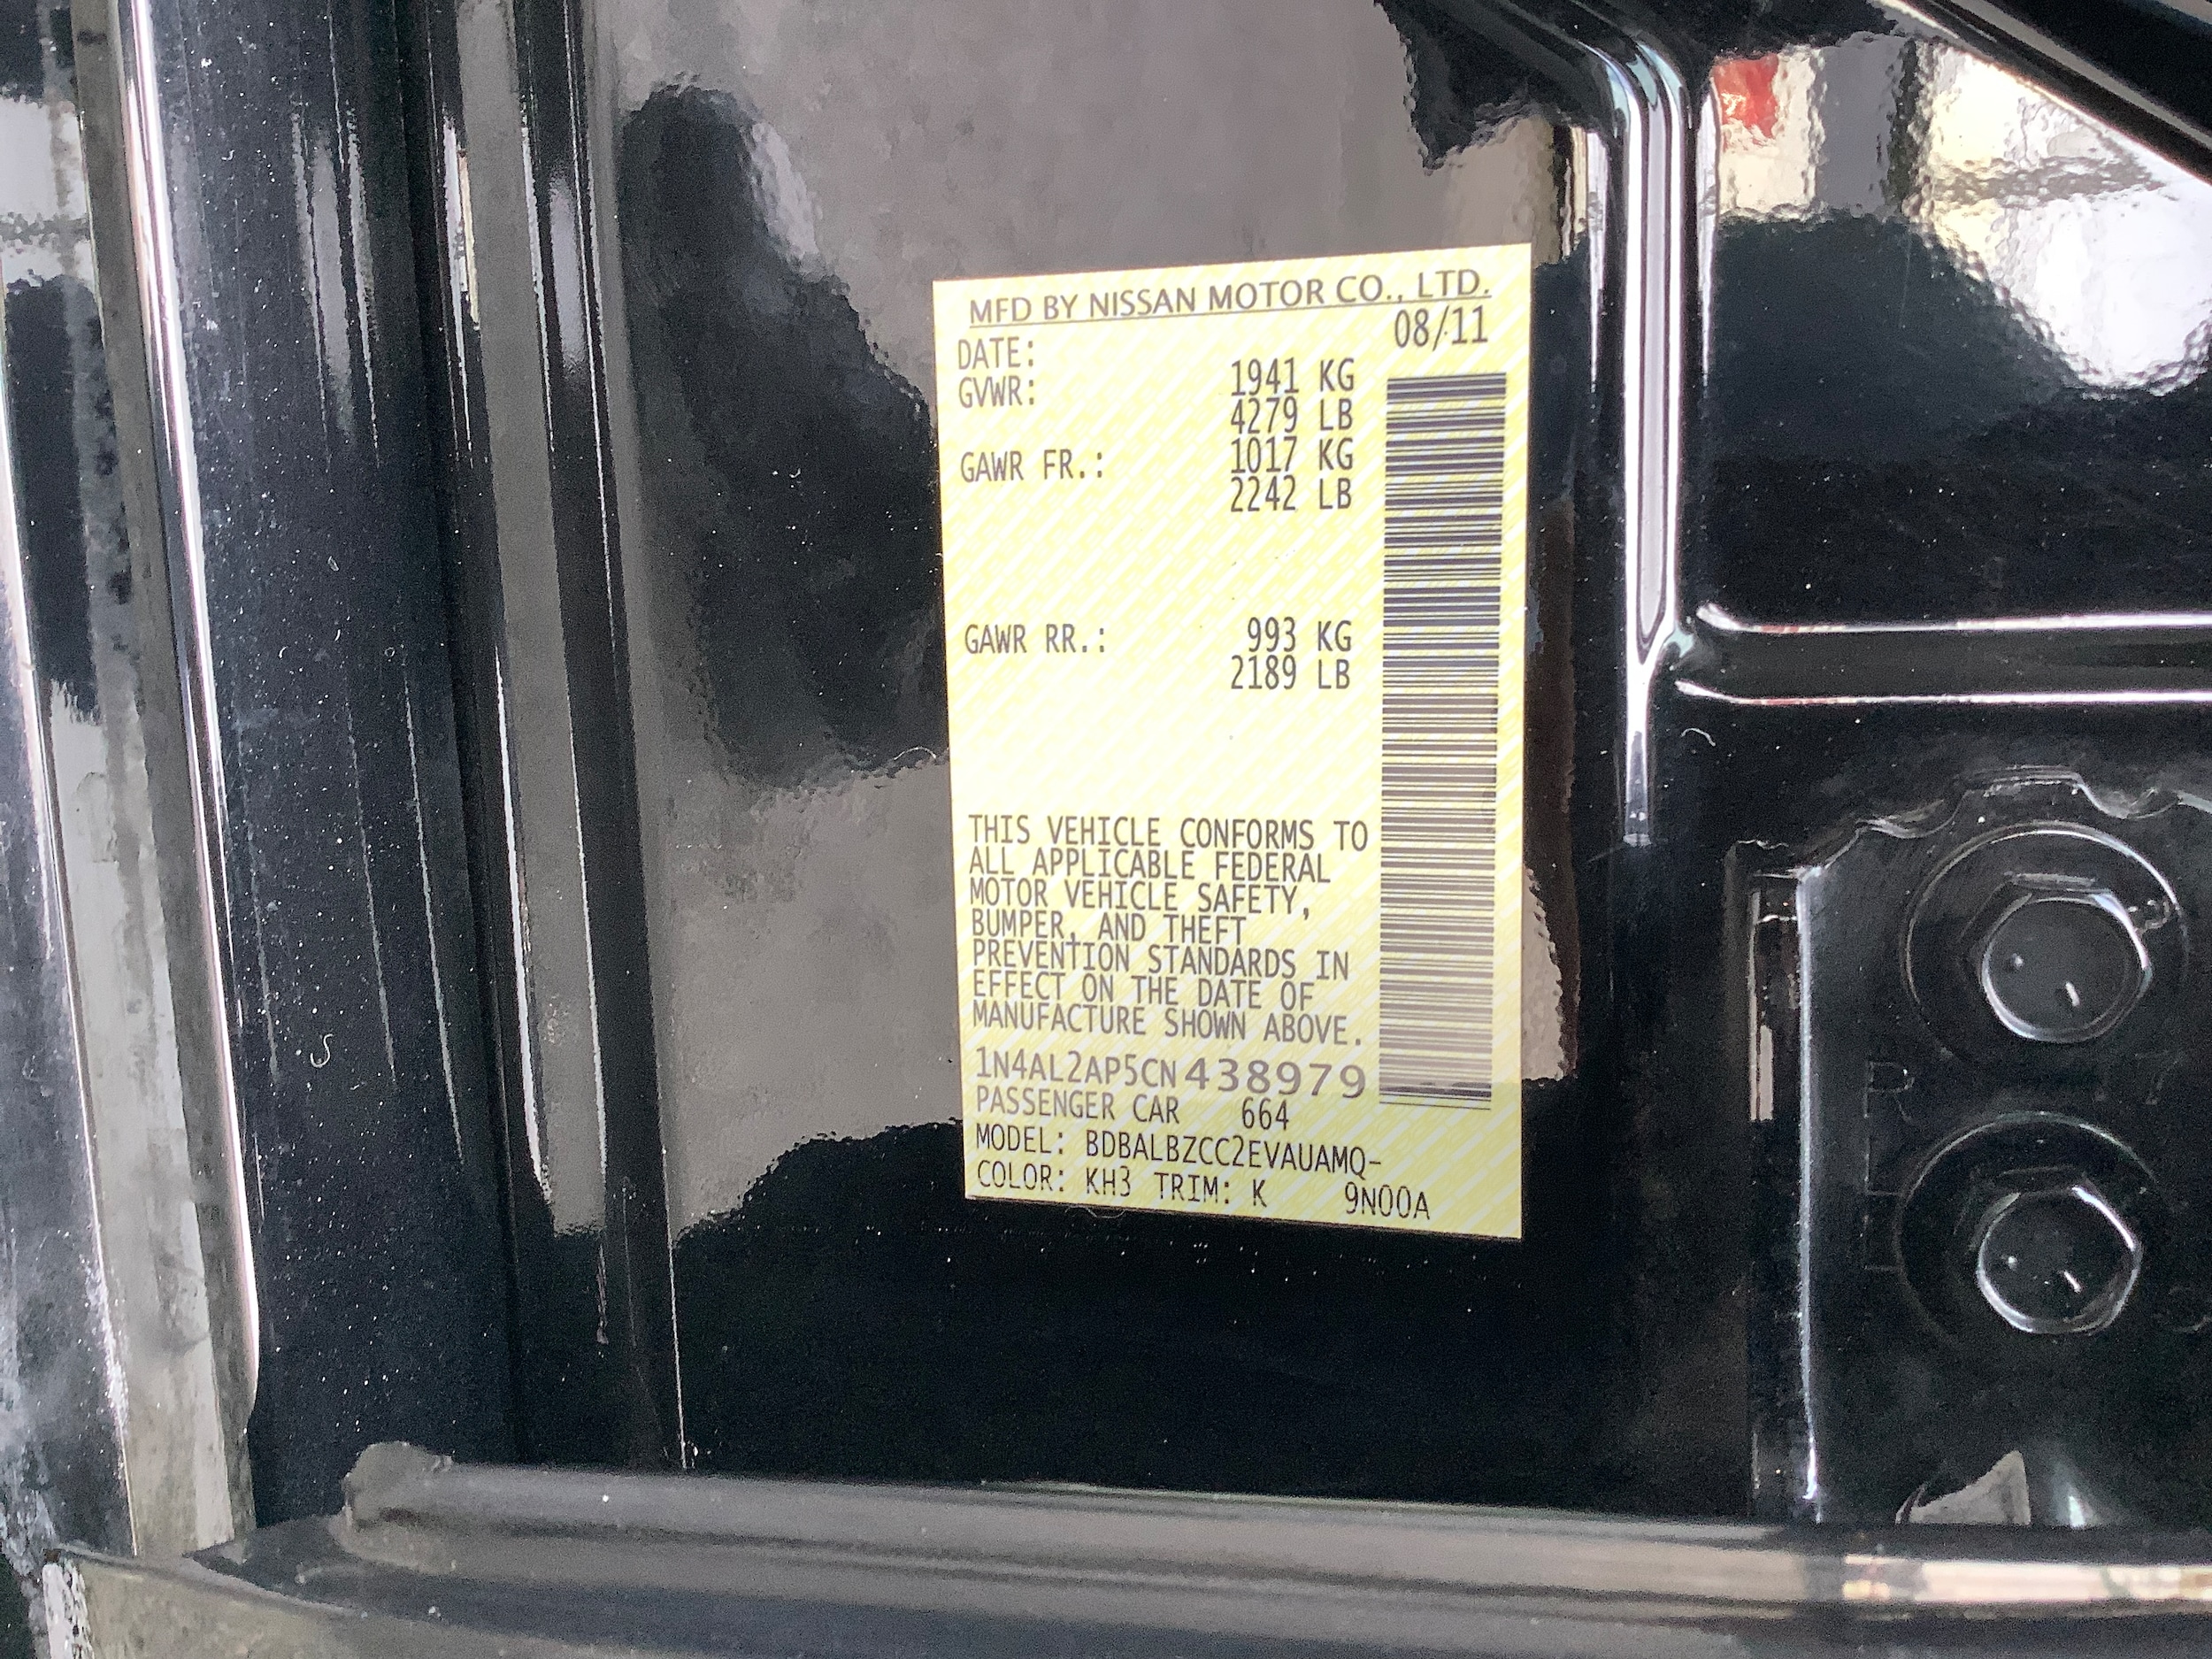 MFD BY NISSAN MOTOR CO., LTD.
DATE: 08/11
GVWR: 1941 KG
4279 LB
GAWR FR.: 1017 KG
2242 LB
GAWR RR.: 993 KG
2189 LB
THIS VEHICLE CONFORMS TO
ALL APPLICABLE FEDERAL
MOTOR VEHICLE SAFETY,
BUMPER, AND THEFT
PREVENTION STANDARDS IN
EFFECT ON THE DATE OF
MANUFACTURE SHOWN ABOVE.
1N4AL2AP5CN438979
PASSENGER CAR 664
MODEL: BDBALBZCC2EVAUAMQ-
COLOR: KH3 TRIM: K 9N00A